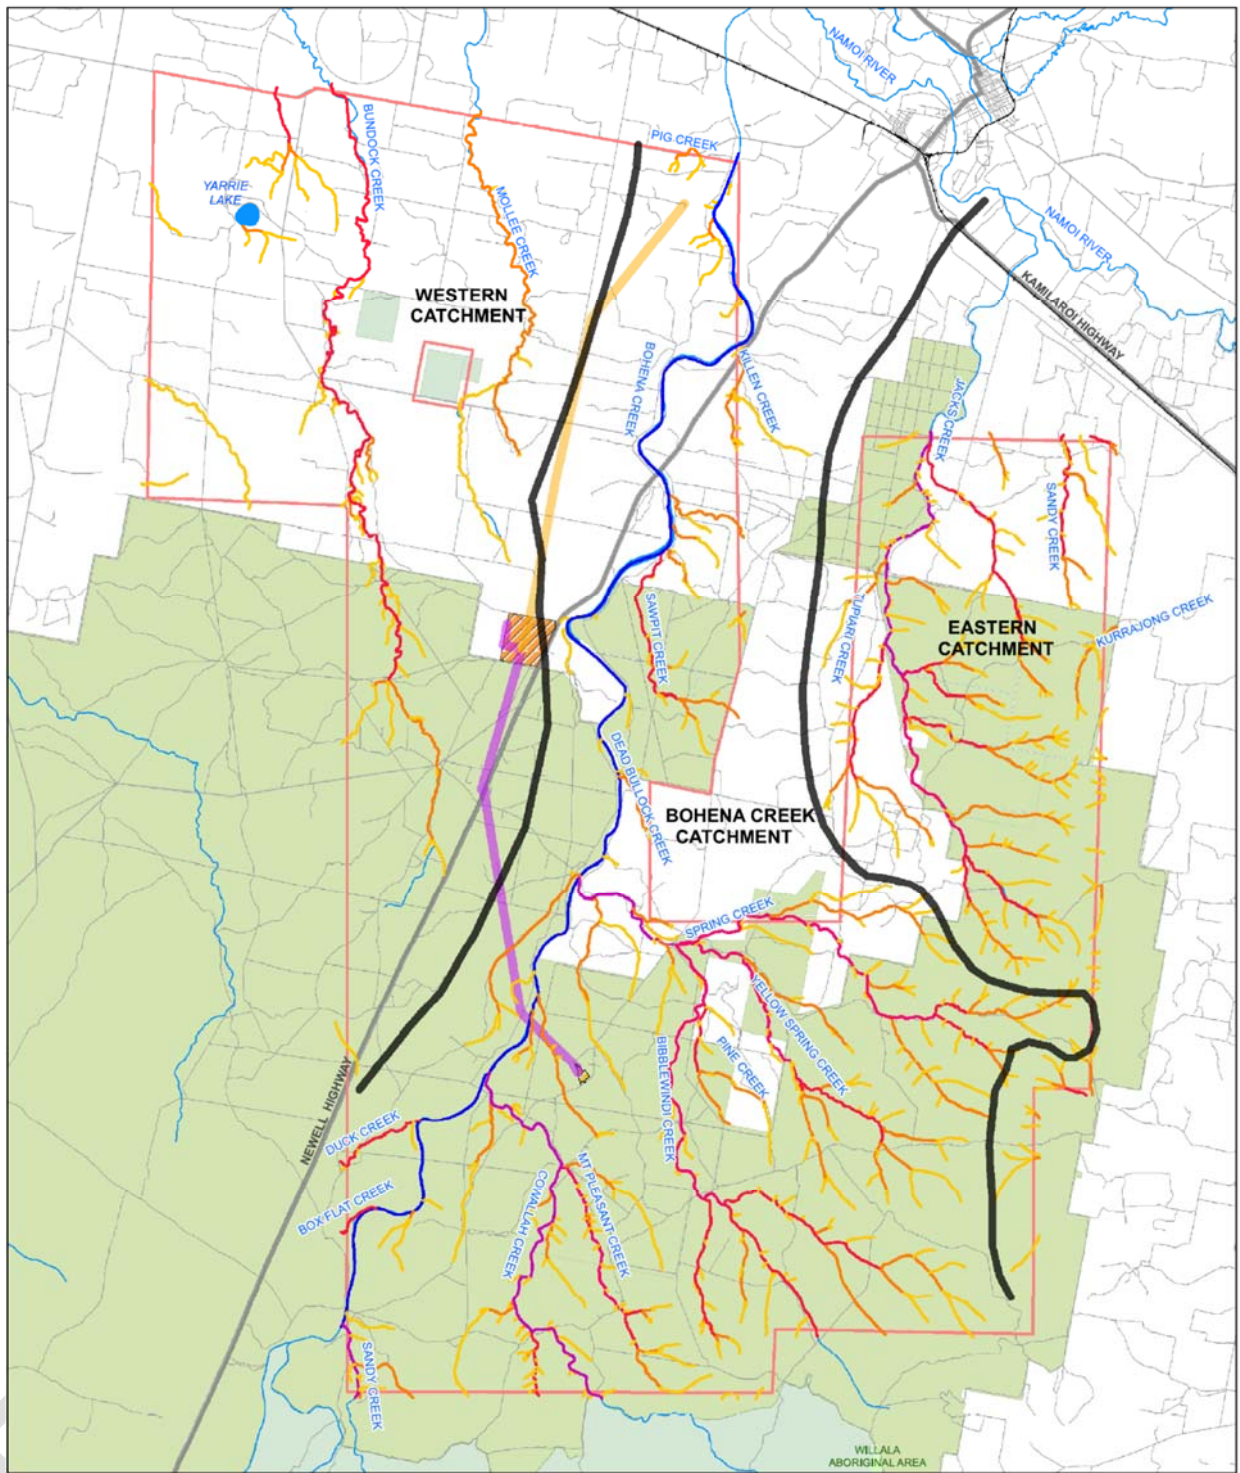 NAMOI RIVER
BUNDOCK CREEK
PIG CREEK
YARRIE
LAKE
MOLLEE CREEK
NAMOI RIVER
WESTERN
CATCHMENT
KAMILAROI HIGHWAY
BOHENA CREEK
KILLEN CREEK
JACKS CREEK
SANDY CREEK
SAWPIT CREEK
TUPIARI CREEK
EASTERN
CATCHMENT
KURRAJONG CREEK
DEAD BULLOCK CREEK
BOHENA CREEK
CATCHMENT
SPRING CREEK
YELLOW SPRING CREEK
BIBBLEWINDI CREEK
PINE CREEK
NEWELL HIGHWAY
DUCK CREEK
BOX FLAT CREEK
COWALLAH CREEK
MT PLEASANT CREEK
SANDY CREEK
WILLALA
ABORIGINAL AREA